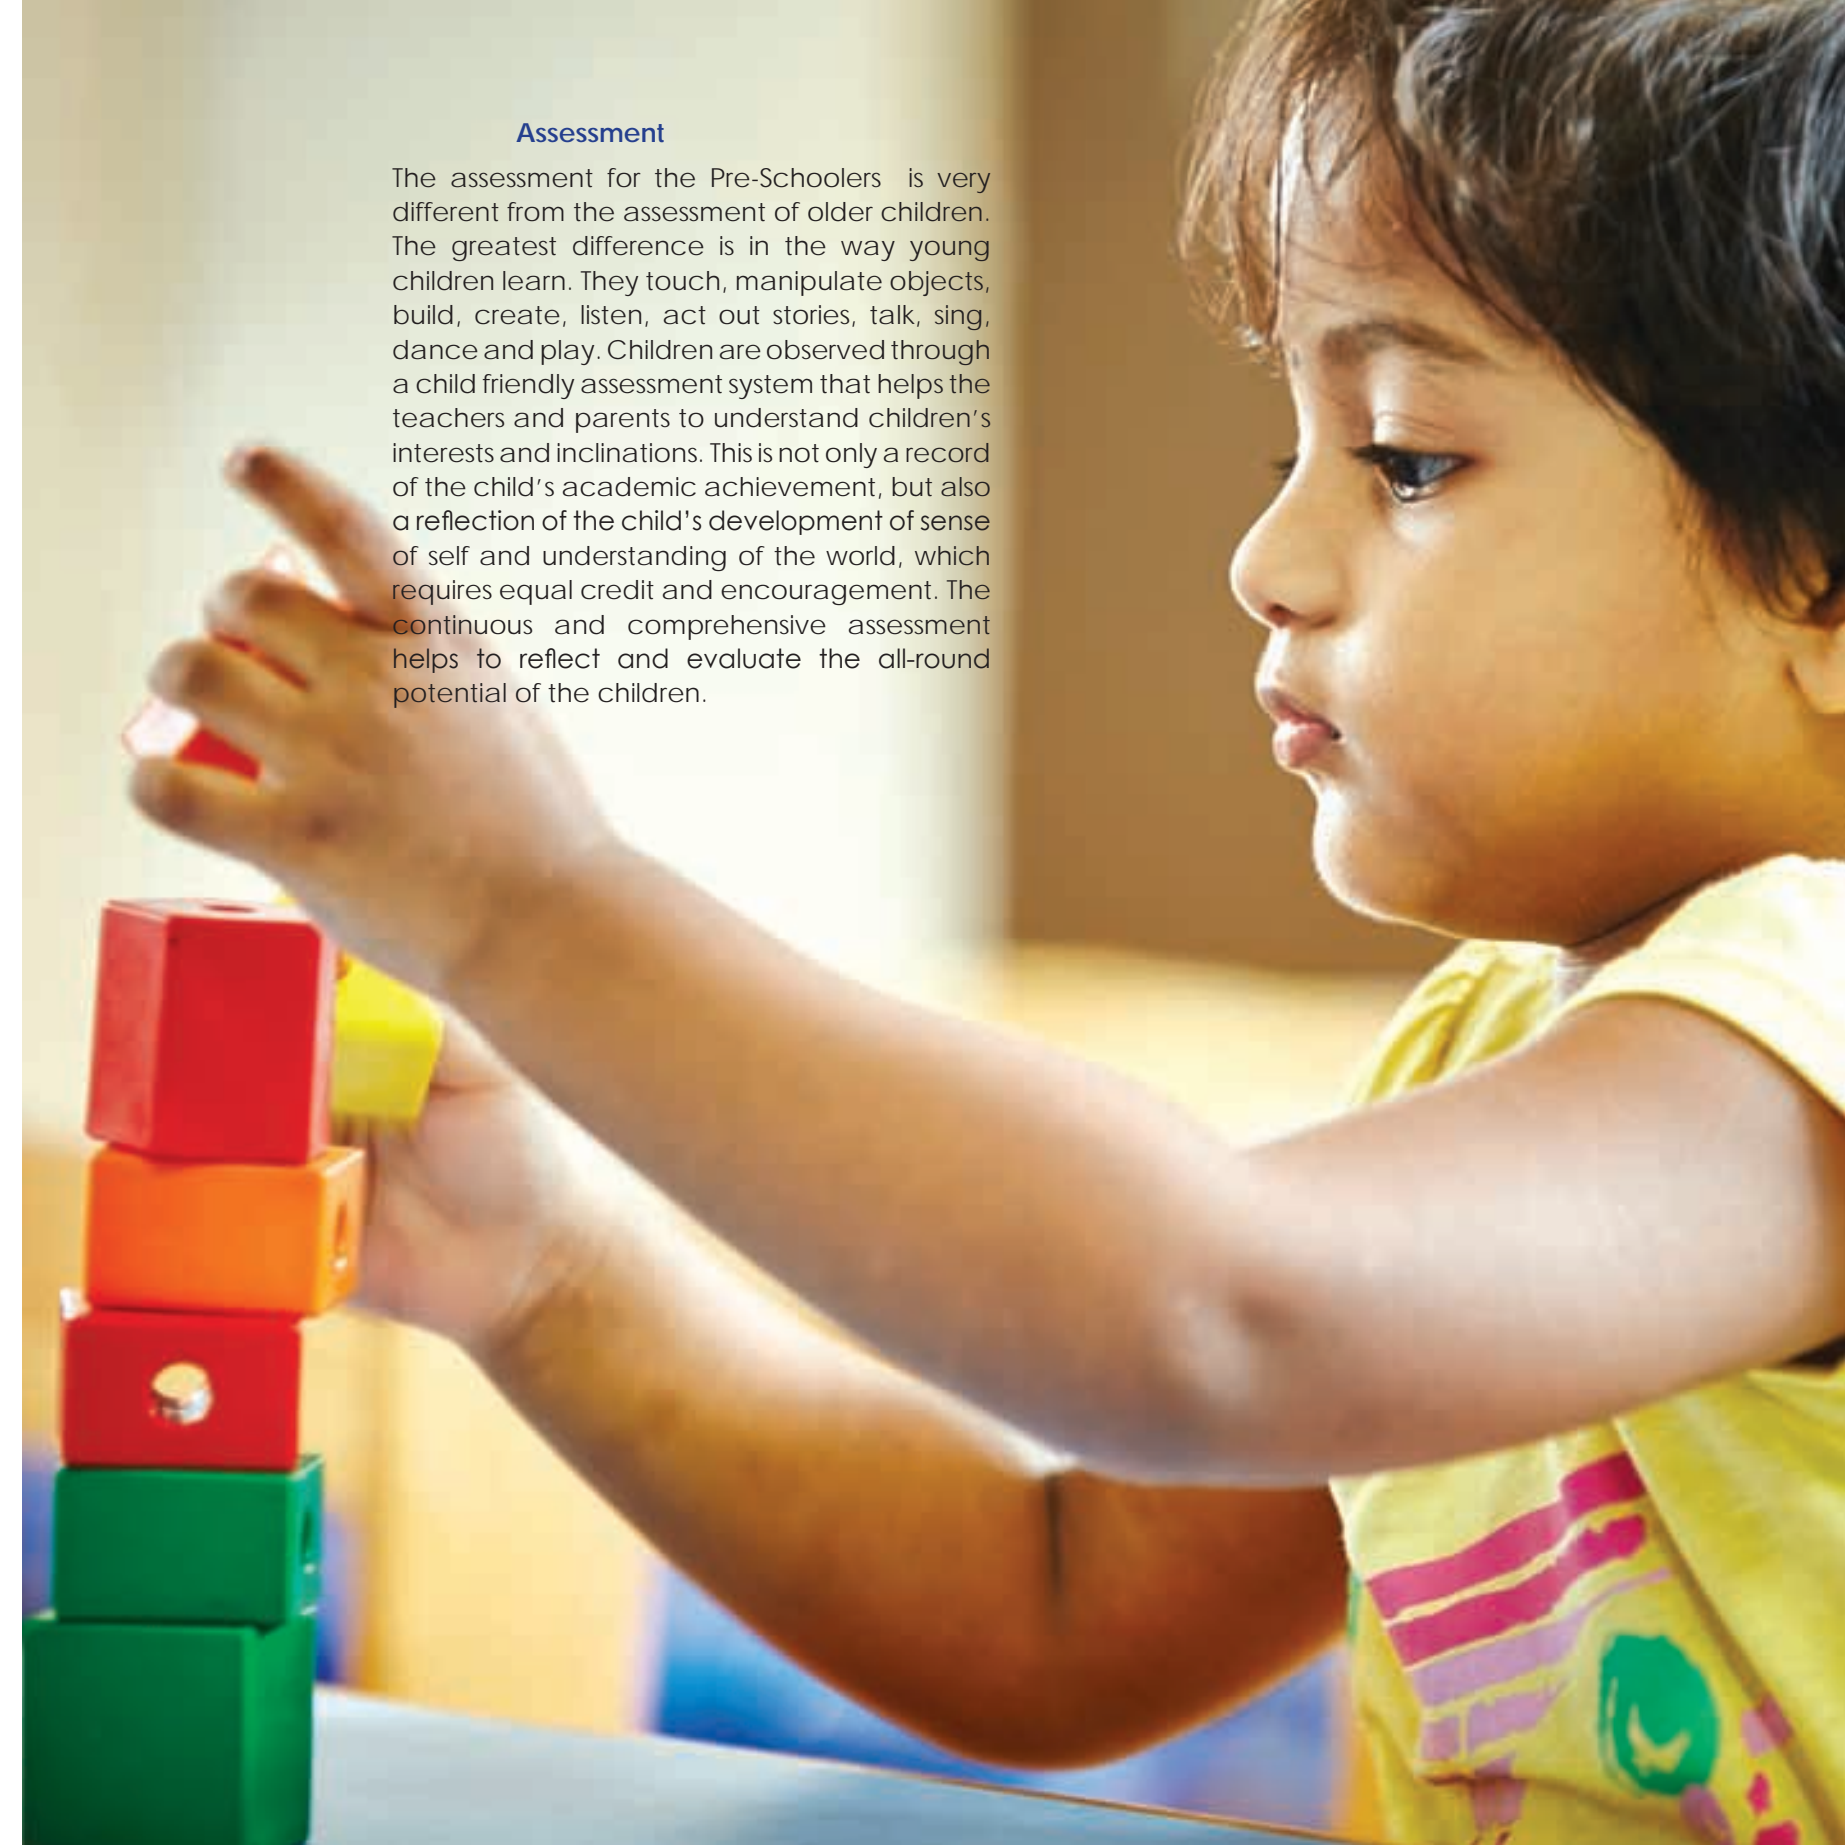 Assessment
The assessment for the Pre-Schoolers is very
different from the assessment of older children.
The greatest difference is in the way young
children learn. They touch, manipulate objects,
build, create, listen, act out stories, talk, sing,
dance and play. Children are observed through
a child friendly assessment system that helps the
teachers and parents to understand children's
interests and inclinations. This is not only a record
of the child's academic achievement, but also
a reflection of the child's development of sense
of self and understanding of the world, which
requires equal credit and encouragement. The
continuous and comprehensive assessment
helps to reflect and evaluate the all-round
potential of the children.